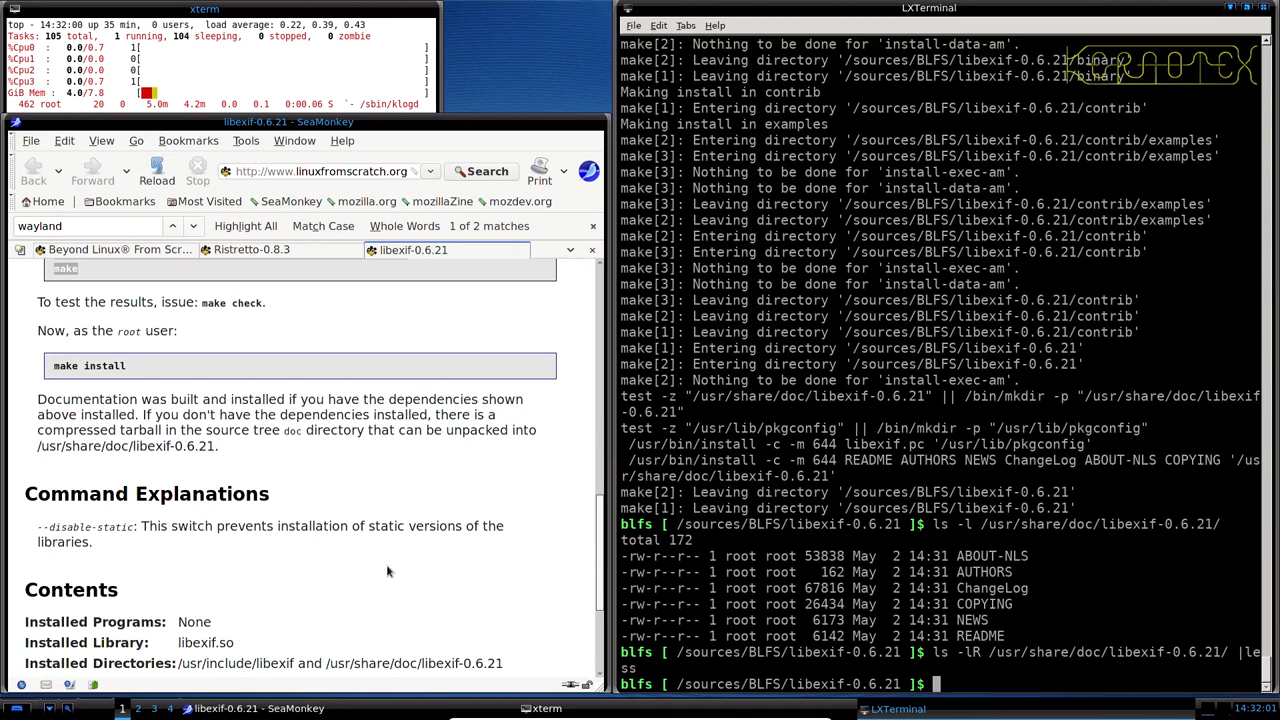 xterm
top - 14:32:00 up 35 min, 0 users, load average: 0.22, 0.39, 0.43
Tasks: 105 total, 1 running, 104 sleeping, 0 stopped, 0 zombie
%Cpu0 : 0.0/0.7 1[ ]
%Cpu1 : 0.0/0.0 0[ ]
%Cpu2 : 0.0/0.0 0[ ]
%Cpu3 : 0.0/0.7 1[ ]
GiB Mem : 4.0/7.8 [ ]
462 root 20 0 5.0m 4.2m 0.0 0.1 0:00.06 S `- /sbin/klogd
libexif-0.6.21 - SeaMonkey
File Edit View Go Bookmarks Tools Window Help
Back Forward Reload Stop http://www.linuxfromscratch.org Search Print
Home Bookmarks Most Visited SeaMonkey mozilla.org mozillaZine mozdev.org
wayland Highlight All Match Case Whole Words 1 of 2 matches
Beyond Linux® From Scr... Ristretto-0.8.3 libexif-0.6.21
make
To test the results, issue: make check.
Now, as the root user:
make install
Documentation was built and installed if you have the dependencies shown
above installed. If you don't have the dependencies installed, there is a
compressed tarball in the source tree doc directory that can be unpacked into
/usr/share/doc/libexif-0.6.21.
Command Explanations
--disable-static: This switch prevents installation of static versions of the
libraries.
Contents
Installed Programs: None
Installed Library: libexif.so
Installed Directories: /usr/include/libexif and /usr/share/doc/libexif-0.6.21
LXTerminal
File Edit Tabs Help
make[2]: Nothing to be done for 'install-data-am'.
make[2]: Leaving directory '/sources/BLFS/libexif-0.6.21/binary'
make[1]: Leaving directory '/sources/BLFS/libexif-0.6.21/binary'
Making install in contrib
make[1]: Entering directory '/sources/BLFS/libexif-0.6.21/contrib'
Making install in examples
make[2]: Entering directory '/sources/BLFS/libexif-0.6.21/contrib/examples'
make[3]: Entering directory '/sources/BLFS/libexif-0.6.21/contrib/examples'
make[3]: Nothing to be done for 'install-exec-am'.
make[3]: Nothing to be done for 'install-data-am'.
make[3]: Leaving directory '/sources/BLFS/libexif-0.6.21/contrib/examples'
make[2]: Leaving directory '/sources/BLFS/libexif-0.6.21/contrib/examples'
make[2]: Entering directory '/sources/BLFS/libexif-0.6.21/contrib'
make[3]: Entering directory '/sources/BLFS/libexif-0.6.21/contrib'
make[3]: Nothing to be done for 'install-exec-am'.
make[3]: Nothing to be done for 'install-data-am'.
make[3]: Leaving directory '/sources/BLFS/libexif-0.6.21/contrib'
make[2]: Leaving directory '/sources/BLFS/libexif-0.6.21/contrib'
make[1]: Leaving directory '/sources/BLFS/libexif-0.6.21/contrib'
make[1]: Entering directory '/sources/BLFS/libexif-0.6.21'
make[2]: Entering directory '/sources/BLFS/libexif-0.6.21'
make[2]: Nothing to be done for 'install-exec-am'.
test -z "/usr/share/doc/libexif-0.6.21" || /bin/mkdir -p "/usr/share/doc/libexif
-0.6.21"
test -z "/usr/lib/pkgconfig" || /bin/mkdir -p "/usr/lib/pkgconfig"
/usr/bin/install -c -m 644 libexif.pc '/usr/lib/pkgconfig'
/usr/bin/install -c -m 644 README AUTHORS NEWS ChangeLog ABOUT-NLS COPYING '/us
r/share/doc/libexif-0.6.21'
make[2]: Leaving directory '/sources/BLFS/libexif-0.6.21'
make[1]: Leaving directory '/sources/BLFS/libexif-0.6.21'
blfs [ /sources/BLFS/libexif-0.6.21 ]$ ls -l /usr/share/doc/libexif-0.6.21/
total 172
-rw-r--r-- 1 root root 53838 May 2 14:31 ABOUT-NLS
-rw-r--r-- 1 root root 162 May 2 14:31 AUTHORS
-rw-r--r-- 1 root root 67816 May 2 14:31 ChangeLog
-rw-r--r-- 1 root root 26434 May 2 14:31 COPYING
-rw-r--r-- 1 root root 6173 May 2 14:31 NEWS
-rw-r--r-- 1 root root 6142 May 2 14:31 README
blfs [ /sources/BLFS/libexif-0.6.21 ]$ ls -lR /usr/share/doc/libexif-0.6.21/ |le
ss
blfs [ /sources/BLFS/libexif-0.6.21 ]$
1 2 3 4 libexif-0.6.21 - SeaMonkey xterm LXTerminal 14:32:01